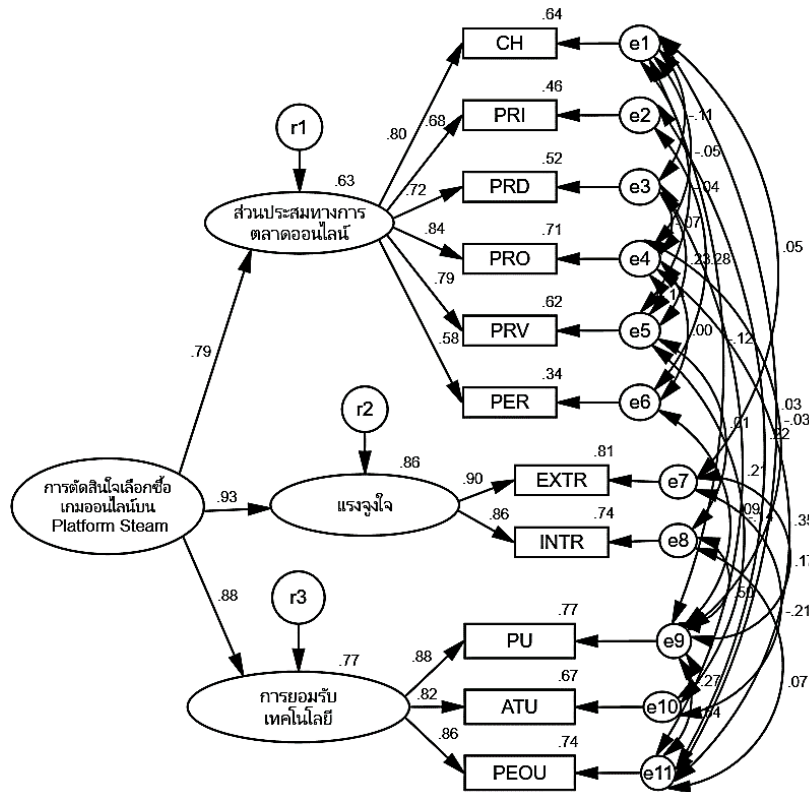 .64
CH
e1
.46
PRI
e2
-.11
.68
.80
r1
-.05
.52
.63
PRD
e3
-.04
.72
ส่วนประสมทางการ
ตลาดออนไลน์
.07
.71
.84
PRO
e4
.05
.23
.28
.79
.62
PRV
e5
.00
-.12
.58
.34
.79
PER
e6
r2
.03
-.03
.22
.01
.86
.81
.90
EXTR
e7
.21
การตัดสินใจเลือกซื้อ
เกมออนไลน์บน
Platform Steam
.93
แรงจูงใจ
.86
.74
INTR
e8
.09
.35
.17
.88
r3
.50
-.21
.77
.77
.88
PU
e9
.07
การยอมรับ
เทคโนโลยี
.82
.67
ATU
e10
.27
.86
.74
PEOU
e11